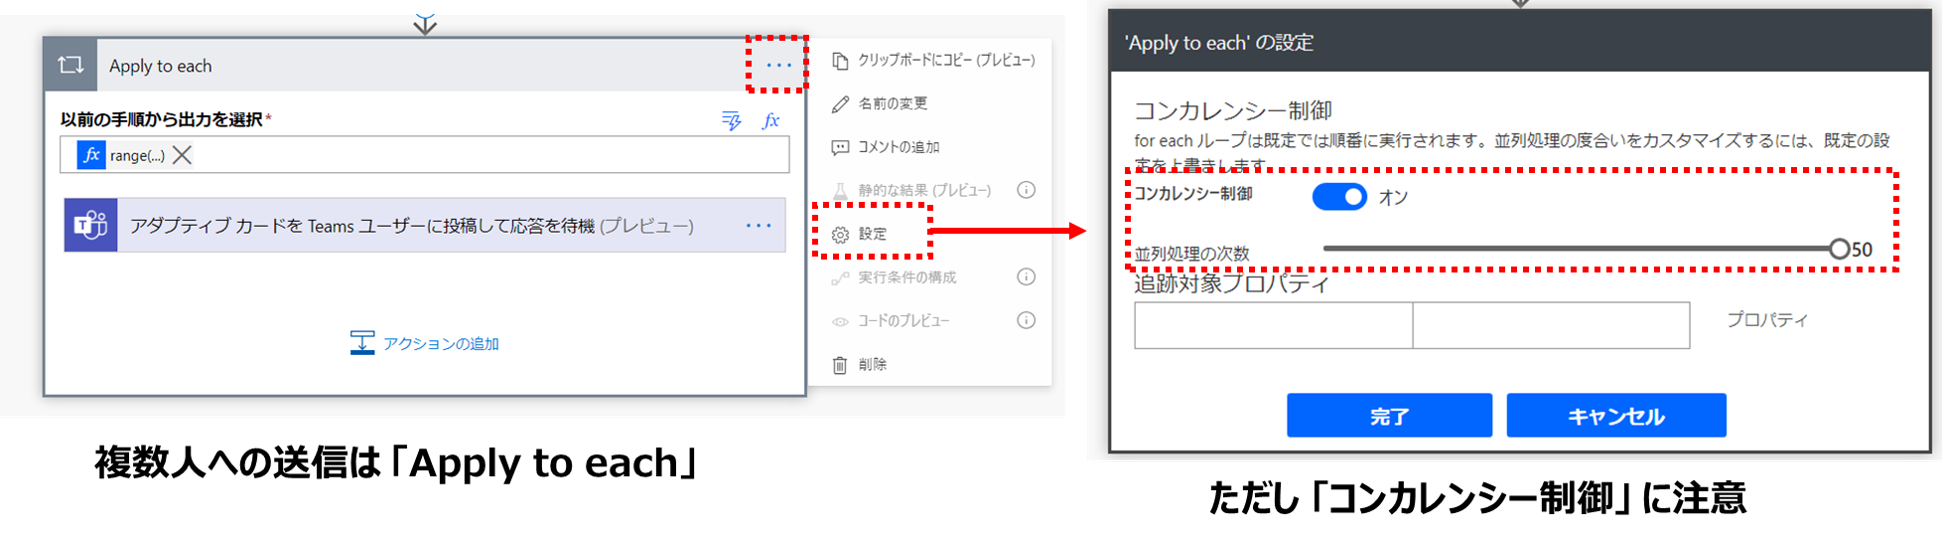 Apply to each
以前の手順から出力を選択*
fx
fx range(...)
アダプティブ カードを Teams ユーザーに投稿して応答を待機 (プレビュー)
アクションの追加
クリップボードにコピー (プレビュー)
名前の変更
コメントの追加
静的な結果 (プレビュー)
設定
実行条件の構成
コードのプレビュー
削除
複数人への送信は「Apply to each」
'Apply to each' の設定
コンカレンシー制御
for each ループは既定では順番に実行されます。並列処理の度合いをカスタマイズするには、既定の設
定を上書きします
コンカレンシー制御
オン
並列処理の次数
50
追跡対象プロパティ
プロパティ
完了
キャンセル
ただし「コンカレンシー制御」に注意